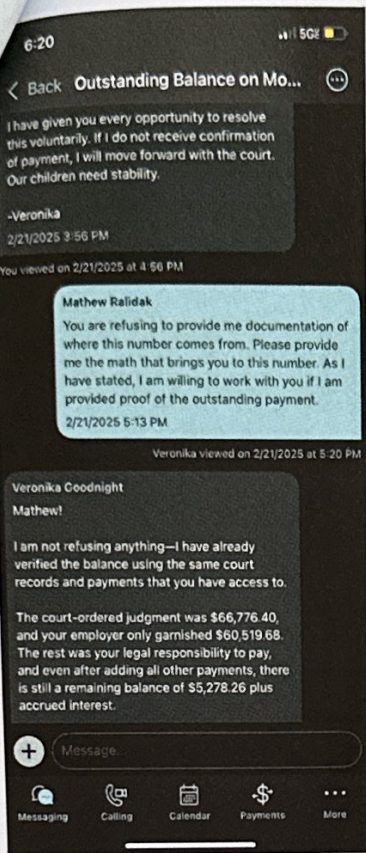 6:20
5G
Back Outstanding Balance on Mo...
I have given you every opportunity to resolve
this voluntarily. If I do not receive confirmation
of payment, I will move forward with the court.
Our children need stability.
-Veronika
2/21/2025 3:56 PM
You viewed on 2/21/2025 at 4:56 PM
Mathew Ralidak
You are refusing to provide me documentation of
where this number comes from. Please provide
me the math that brings you to this number. As I
have stated, I am willing to work with you if I am
provided proof of the outstanding payment.
2/21/2025 5:13 PM
Veronika viewed on 2/21/2025 at 5:20 PM
Veronika Goodnight
Mathew!
I am not refusing anything—I have already
verified the balance using the same court
records and payments that you have access to.
The court-ordered judgment was $66,776.40,
and your employer only garnished $60,519.68.
The rest was your legal responsibility to pay,
and even after adding all other payments, there
is still a remaining balance of $5,278.26 plus
accrued interest.
Message...
Messaging Calling Calendar Payments More